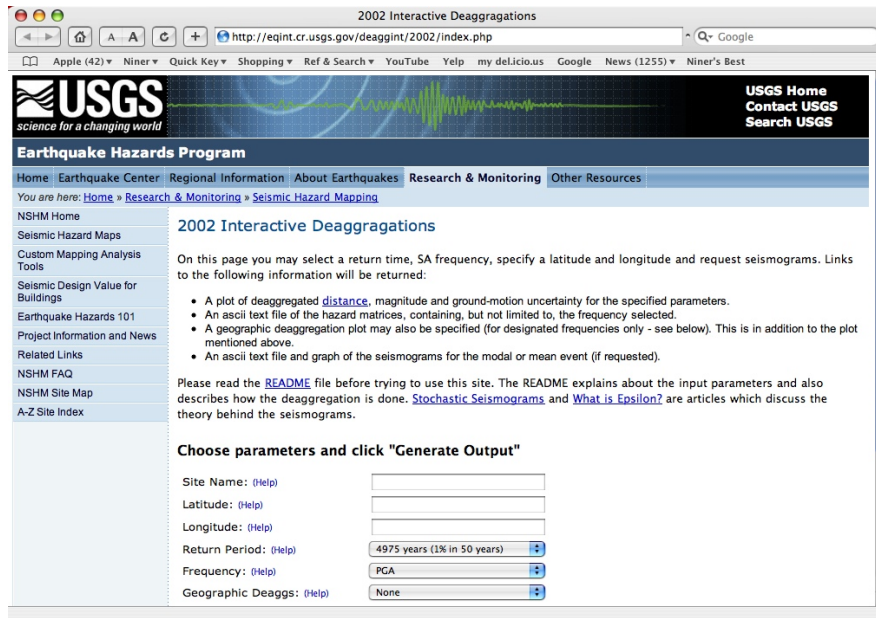 2002 Interactive Deaggragations
A A C + http://eqint.cr.usgs.gov/deaggint/2002/index.php Google
Apple (42) Niner Quick Key Shopping Ref & Search YouTube Yelp my del.icio.us Google News (1255) Niner's Best
USGS
science for a changing world
USGS Home
Contact USGS
Search USGS
Earthquake Hazards Program
Home Earthquake Center Regional Information About Earthquakes Research & Monitoring Other Resources
You are here: Home » Research & Monitoring » Seismic Hazard Mapping
NSHM Home
Seismic Hazard Maps
Custom Mapping Analysis
Tools
Seismic Design Value for
Buildings
Earthquake Hazards 101
Project Information and News
Related Links
NSHM FAQ
NSHM Site Map
A-Z Site Index
2002 Interactive Deaggragations
On this page you may select a return time, SA frequency, specify a latitude and longitude and request seismograms. Links
to the following information will be returned:
• A plot of deaggregated distance, magnitude and ground-motion uncertainty for the specified parameters.
• An ascii text file of the hazard matrices, containing, but not limited to, the frequency selected.
• A geographic deaggregation plot may also be specified (for designated frequencies only - see below). This is in addition to the plot
mentioned above.
• An ascii text file and graph of the seismograms for the modal or mean event (if requested).
Please read the README file before trying to use this site. The README explains about the input parameters and also
describes how the deaggregation is done. Stochastic Seismograms and What is Epsilon? are articles which discuss the
theory behind the seismograms.
Choose parameters and click "Generate Output"
Site Name: (Help)
Latitude: (Help)
Longitude: (Help)
Return Period: (Help) 4975 years (1% in 50 years)
Frequency: (Help) PGA
Geographic Deaggs: (Help) None